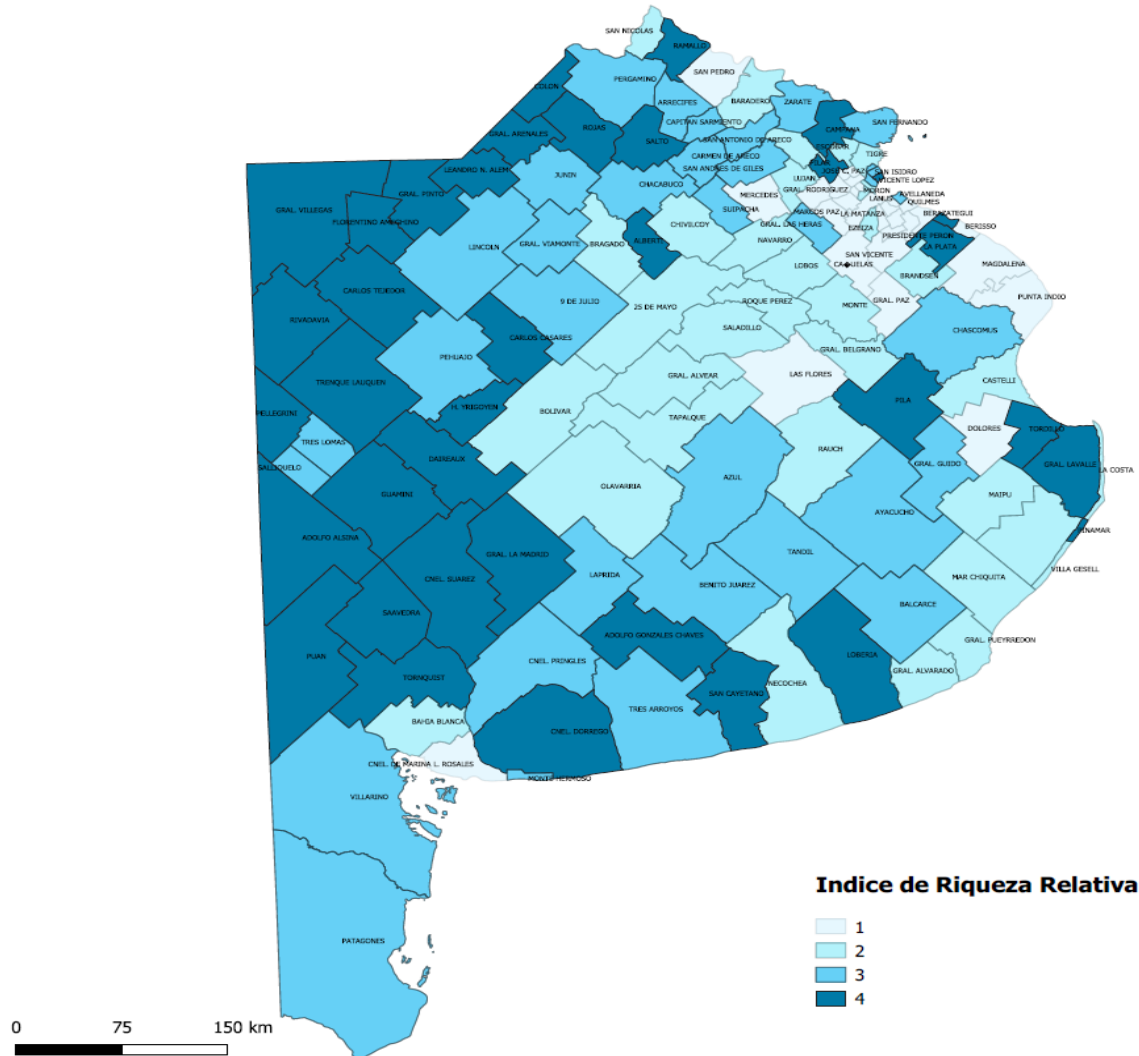 SAN NICOLAS
RAMALLO
SAN PEDRO
PERGAMINO
COLON
ARRECIFES
BARADERO
ZARATE
CAPITAN SARMIENTO
SAN FERNANDO
GRAL. ARENALES
ROJAS
SALTO
SAN ANTONIO DE ARECO
CAMPANA
ESCOBAR
TIGRE
CARMEN DE ARECO
SAN ANDRES DE GILES
PILAR
JOSE C. PAZ
SAN ISIDRO
VICENTE LOPEZ
LEANDRO N. ALEM
JUNIN
CHACABUCO
LUJAN
GRAL. RODRIGUEZ
MORON
LANUS
AVELLANEDA
QUILMES
MERCEDES
GRAL. PINTO
GRAL. VILLEGAS
SUIPACHA
MARCOS PAZ
LA MATANZA
BERAZATEGUI
BERISSO
FLORENTINO AMEGHINO
CHIVILCOY
GRAL. LAS HERAS
EZEIZA
PRESIDENTE PERON
LA PLATA
LINCOLN
GRAL. VIAMONTE
BRAGADO
ALBERTI
NAVARRO
SAN VICENTE
CAÑUELAS
MAGDALENA
LOBOS
BRANDSEN
CARLOS TEJEDOR
9 DE JULIO
25 DE MAYO
ROQUE PEREZ
MONTE
GRAL. PAZ
PUNTA INDIO
RIVADAVIA
CARLOS CASARES
SALADILLO
CHASCOMUS
PEHUAJO
GRAL. BELGRANO
TRENQUE LAUQUEN
GRAL. ALVEAR
LAS FLORES
CASTELLI
PELLEGRINI
H. YRIGOYEN
BOLIVAR
TAPALQUE
PILA
DOLORES
TORDILLO
TRES LOMAS
RAUCH
SALLIQUELO
DAIREAUX
GRAL. GUIDO
GRAL. LAVALLE
LA COSTA
OLAVARRIA
AZUL
GUAMINI
MAIPU
AYACUCHO
PINAMAR
ADOLFO ALSINA
GRAL. LA MADRID
TANDIL
VILLA GESELL
CNEL. SUAREZ
LAPRIDA
BENITO JUAREZ
MAR CHIQUITA
BALCARCE
SAAVEDRA
ADOLFO GONZALES CHAVES
GRAL. PUEYRREDON
PUAN
CNEL. PRINGLES
LOBERIA
GRAL. ALVARADO
TORNQUIST
NECOCHEA
SAN CAYETANO
TRES ARROYOS
BAHIA BLANCA
CNEL. DORREGO
CNEL. DE MARINA L. ROSALES
MONTE HERMOSO
VILLARINO
PATAGONES
Indice de Riqueza Relativa
1
2
3
4
0 75 150 km